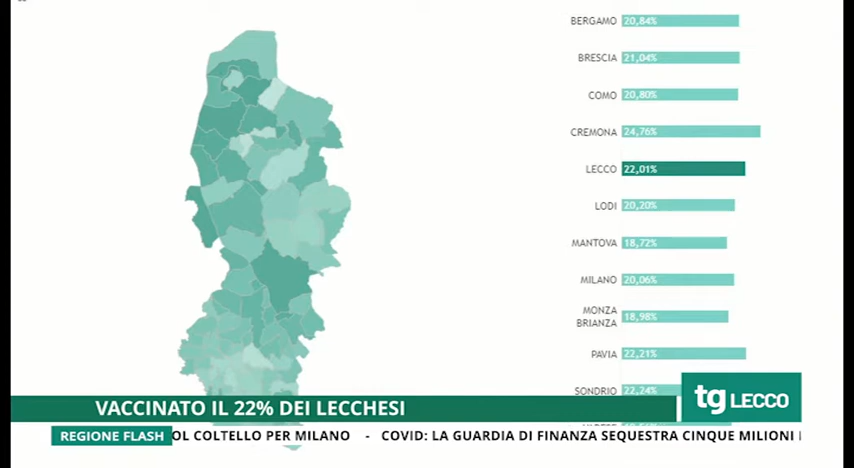 BERGAMO 20,84%
BRESCIA 21,04%
COMO 20,80%
CREMONA 24,76%
LECCO 22,01%
LODI 20,20%
MANTOVA 18,72%
MILANO 20,06%
MONZA
BRIANZA 18,98%
PAVIA 22,21%
SONDRIO 22,24%
tg LECCO
VACCINATO IL 22% DEI LECCHESI
REGIONE FLASH OL COLTELLO PER MILANO - COVID: LA GUARDIA DI FINANZA SEQUESTRA CINQUE MILIONI